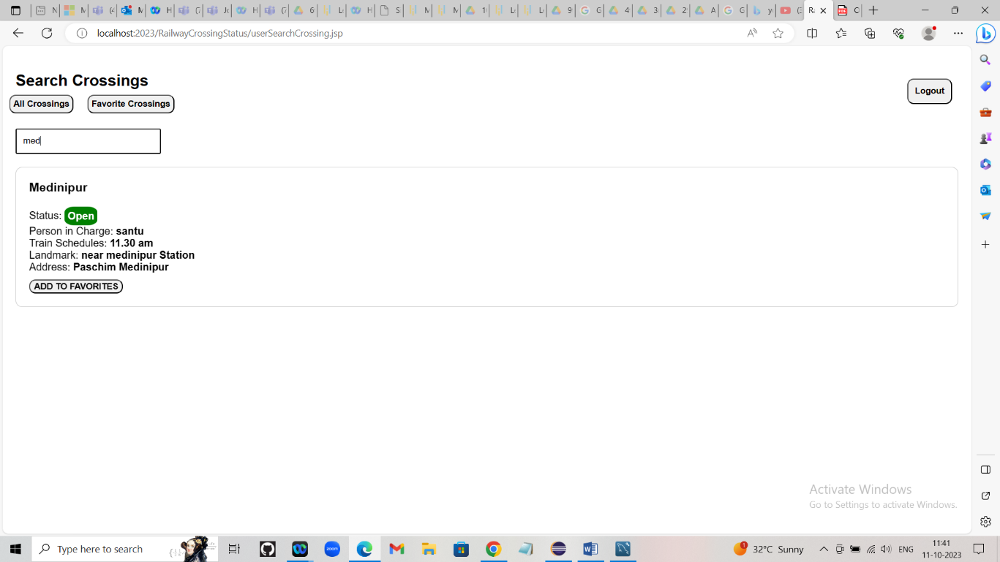 localhost:2023/RailwayCrossingStatus/userSearchCrossing.jsp
Search Crossings
All Crossings
Favorite Crossings
Logout
med
Medinipur
Status: Open
Person in Charge: santu
Train Schedules: 11.30 am
Landmark: near medinipur Station
Address: Paschim Medinipur
ADD TO FAVORITES
Activate Windows
Go to Settings to activate Windows.
Type here to search
zoom
1
32°C Sunny
ENG
11:41
11-10-2023